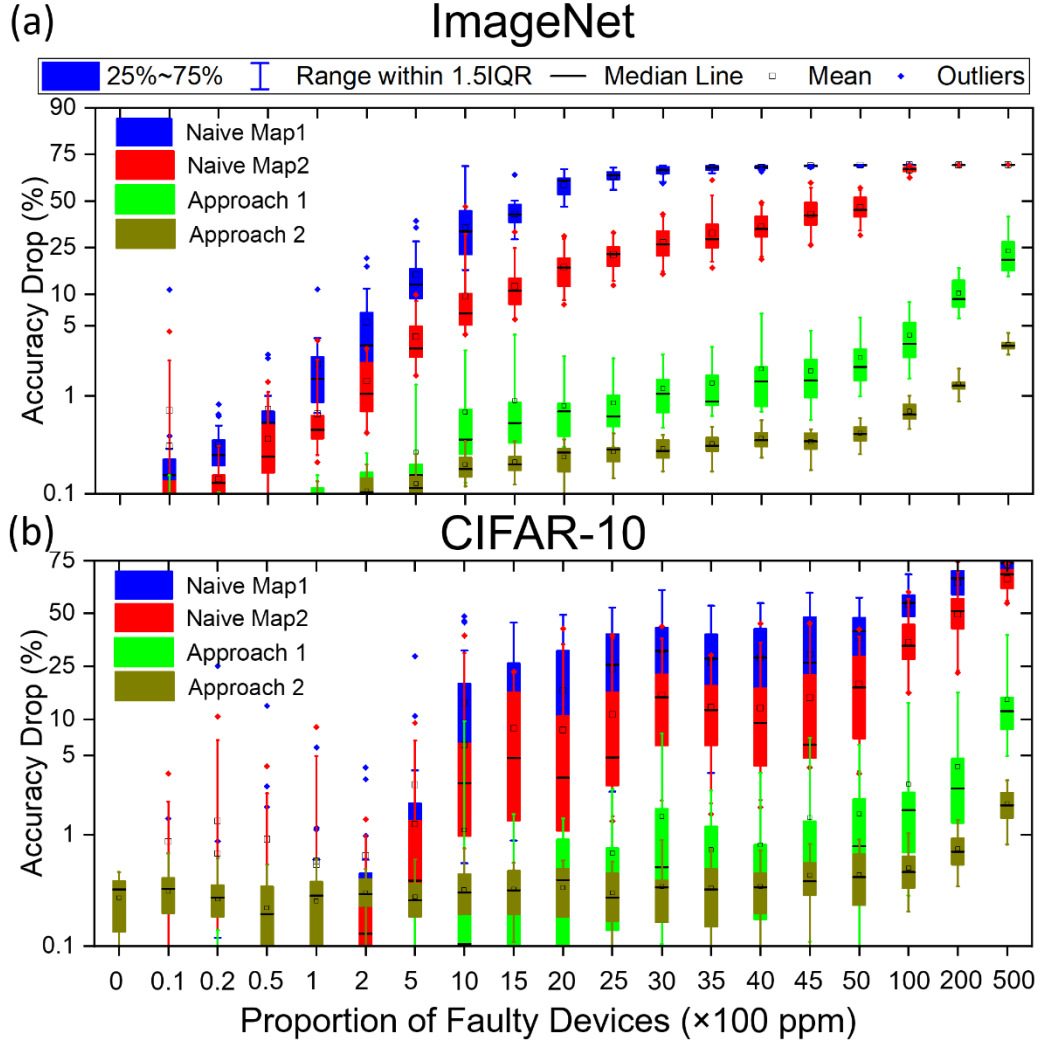 (a)
ImageNet
25%~75% Range within 1.5IQR Median Line Mean Outliers
90
75
50
25
10
5
1
0.1
Accuracy Drop (%)
Naive Map1
Naive Map2
Approach 1
Approach 2
(b)
CIFAR-10
75
50
25
10
5
1
0.1
Accuracy Drop (%)
Naive Map1
Naive Map2
Approach 1
Approach 2
0 0.1 0.2 0.5 1 2 5 10 15 20 25 30 35 40 45 50 100 200 500
Proportion of Faulty Devices (×100 ppm)